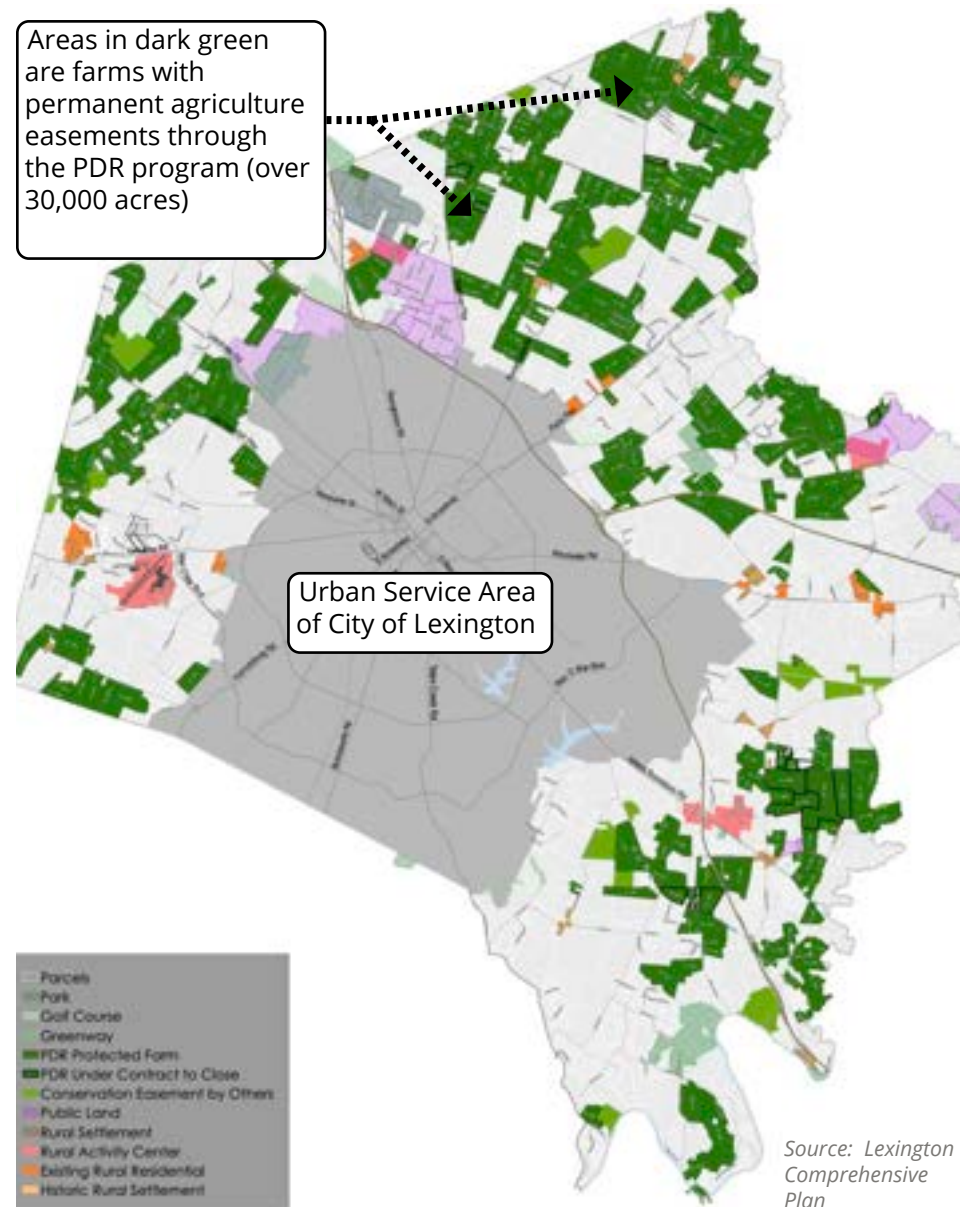 Areas in dark green
are farms with
permanent agriculture
easements through
the PDR program (over
30,000 acres)
Urban Service Area
of City of Lexington
Parcels
Park
Golf Course
Greenway
PDR Protected Farm
PDR Under Contract to Close
Conservation Easement by Others
Public Land
Rural Settlement
Rural Activity Center
Existing Rural Residential
Historic Rural Settlement
Source: Lexington
Comprehensive
Plan